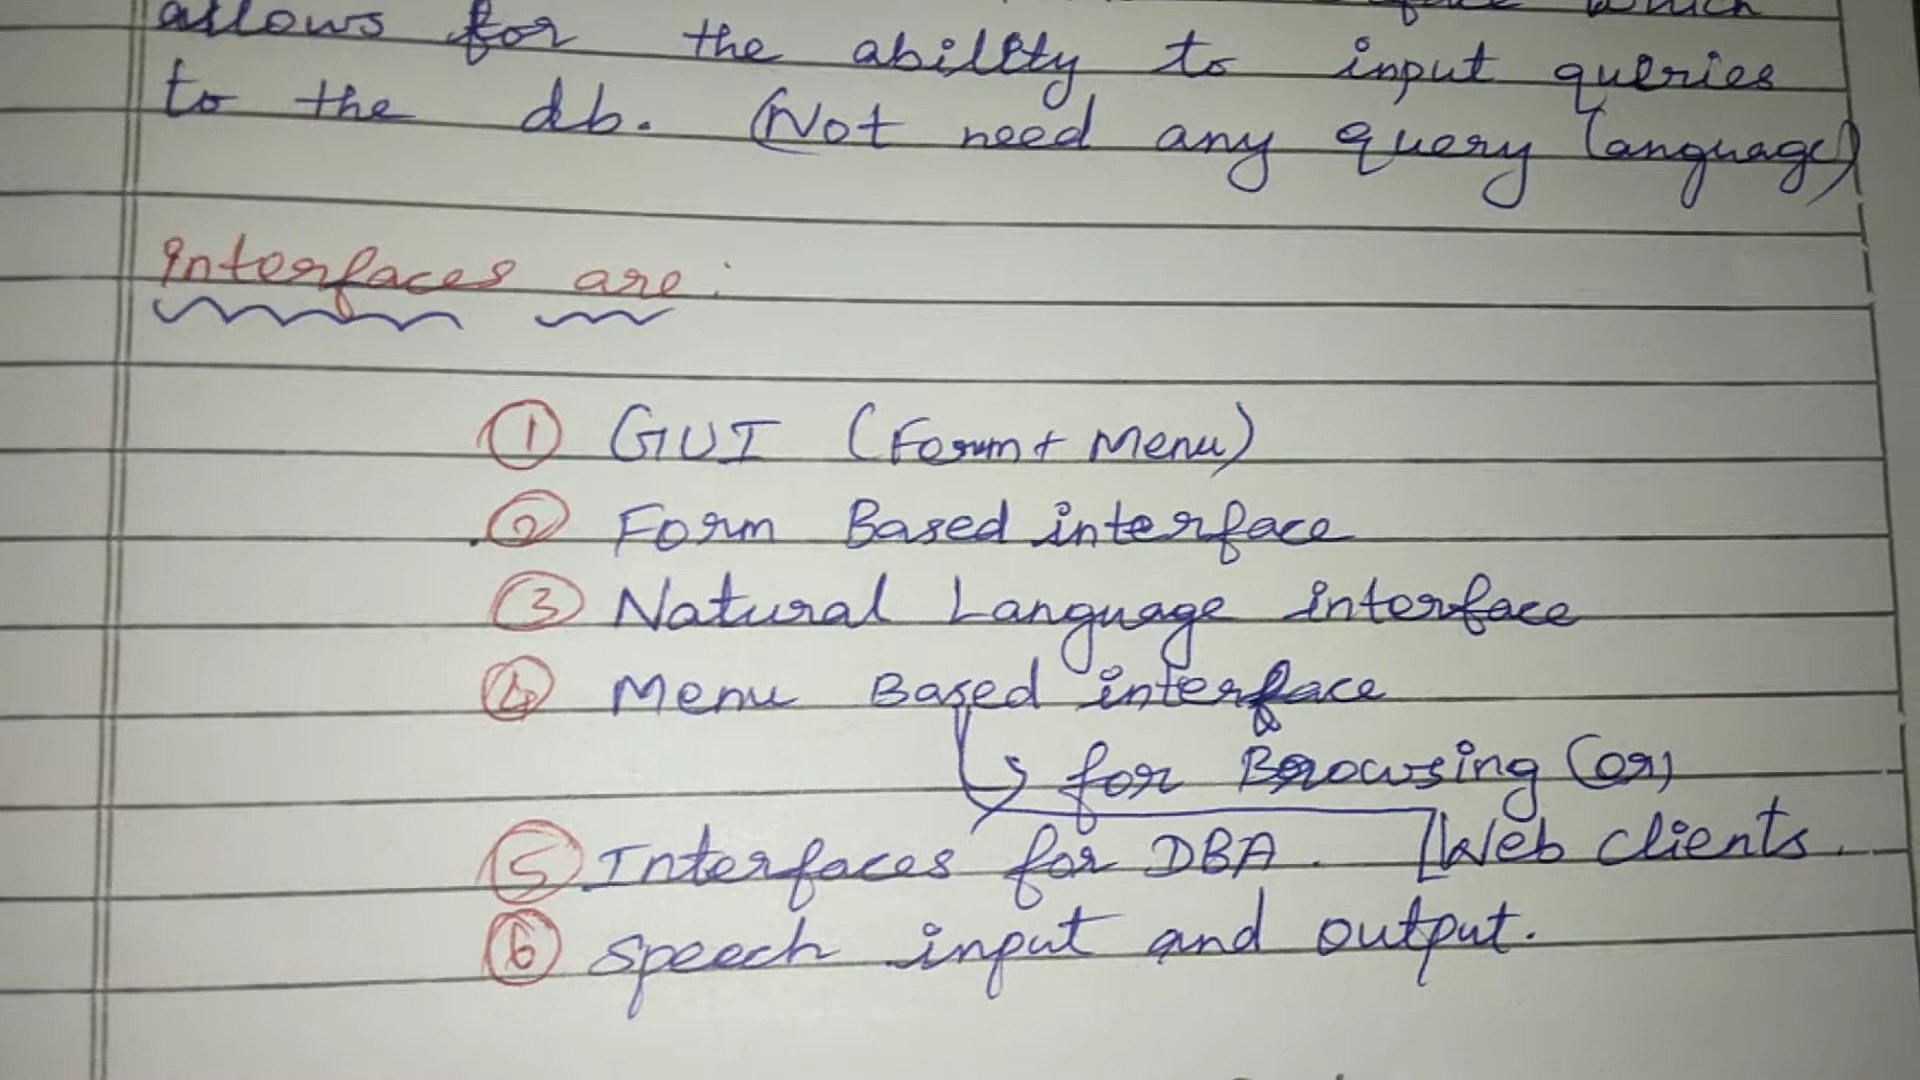 allows for the ability to input queries
to the db. (Not need any query language)
Interfaces are:
① GUI (Form + Menu)
② Form Based interface
③ Natural Language interface
④ Menu Based interface
for Browsing (or)
Web clients.
⑤ Interfaces for DBA.
⑥ speech input and output.